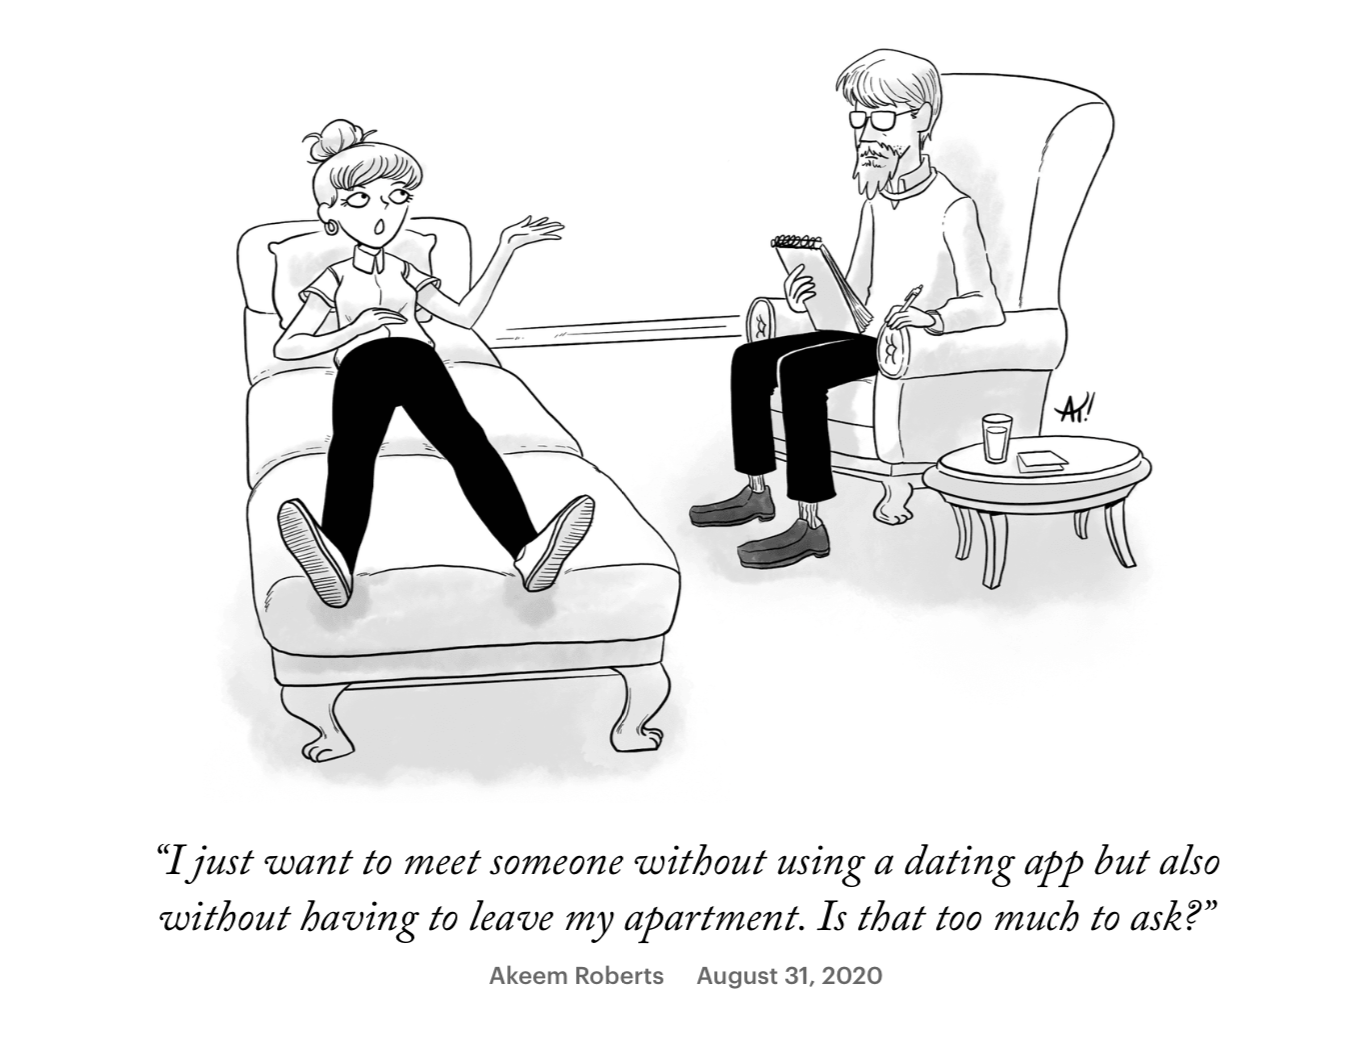 AR!
“I just want to meet someone without using a dating app but also
without having to leave my apartment. Is that too much to ask?”
Akeem Roberts August 31, 2020